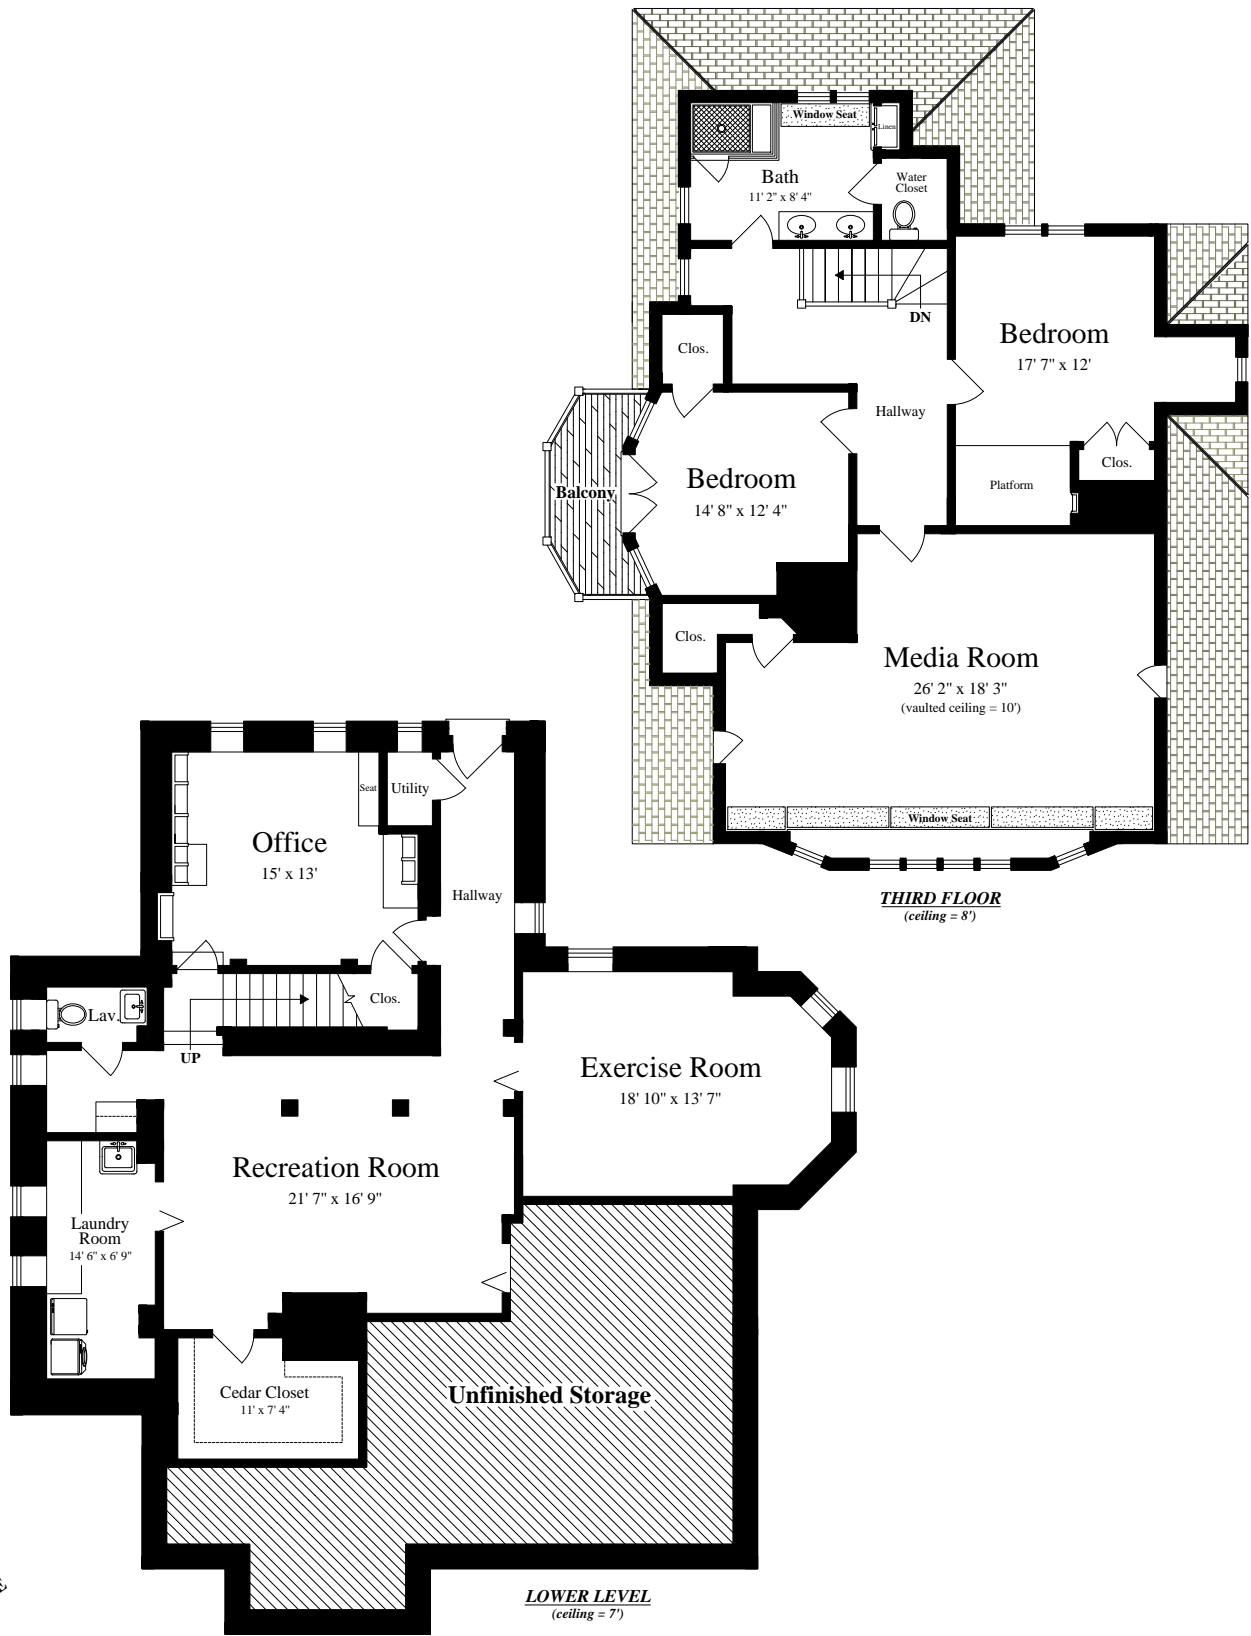 Window Seat
Linen
Bath
11' 2" x 8' 4"
Water
Closet
DN
Clos.
Bedroom
17' 7" x 12'
Hallway
Clos.
Platform
Balcony
Bedroom
14' 8" x 12' 4"
Clos.
Media Room
26' 2" x 18' 3"
(vaulted ceiling = 10')
Window Seat
THIRD FLOOR
(ceiling = 8')
Seat
Utility
Office
15' x 13'
Hallway
Clos.
Lav.
UP
Exercise Room
18' 10" x 13' 7"
Recreation Room
21' 7" x 16' 9"
Laundry
Room
14' 6" x 6' 9"
Cedar Closet
11' x 7' 4"
Unfinished Storage
LOWER LEVEL
(ceiling = 7')